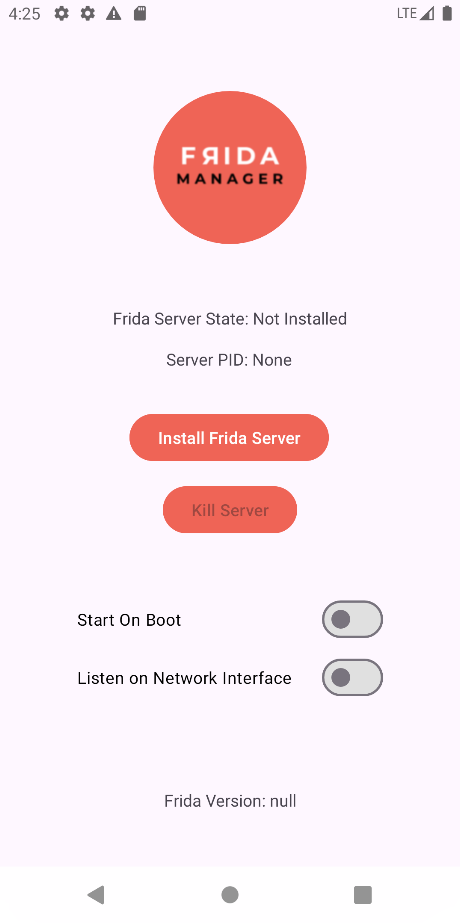 4:25
LTE
FЯIDA
MANAGER
Frida Server State: Not Installed
Server PID: None
Install Frida Server
Kill Server
Start On Boot
Listen on Network Interface
Frida Version: null